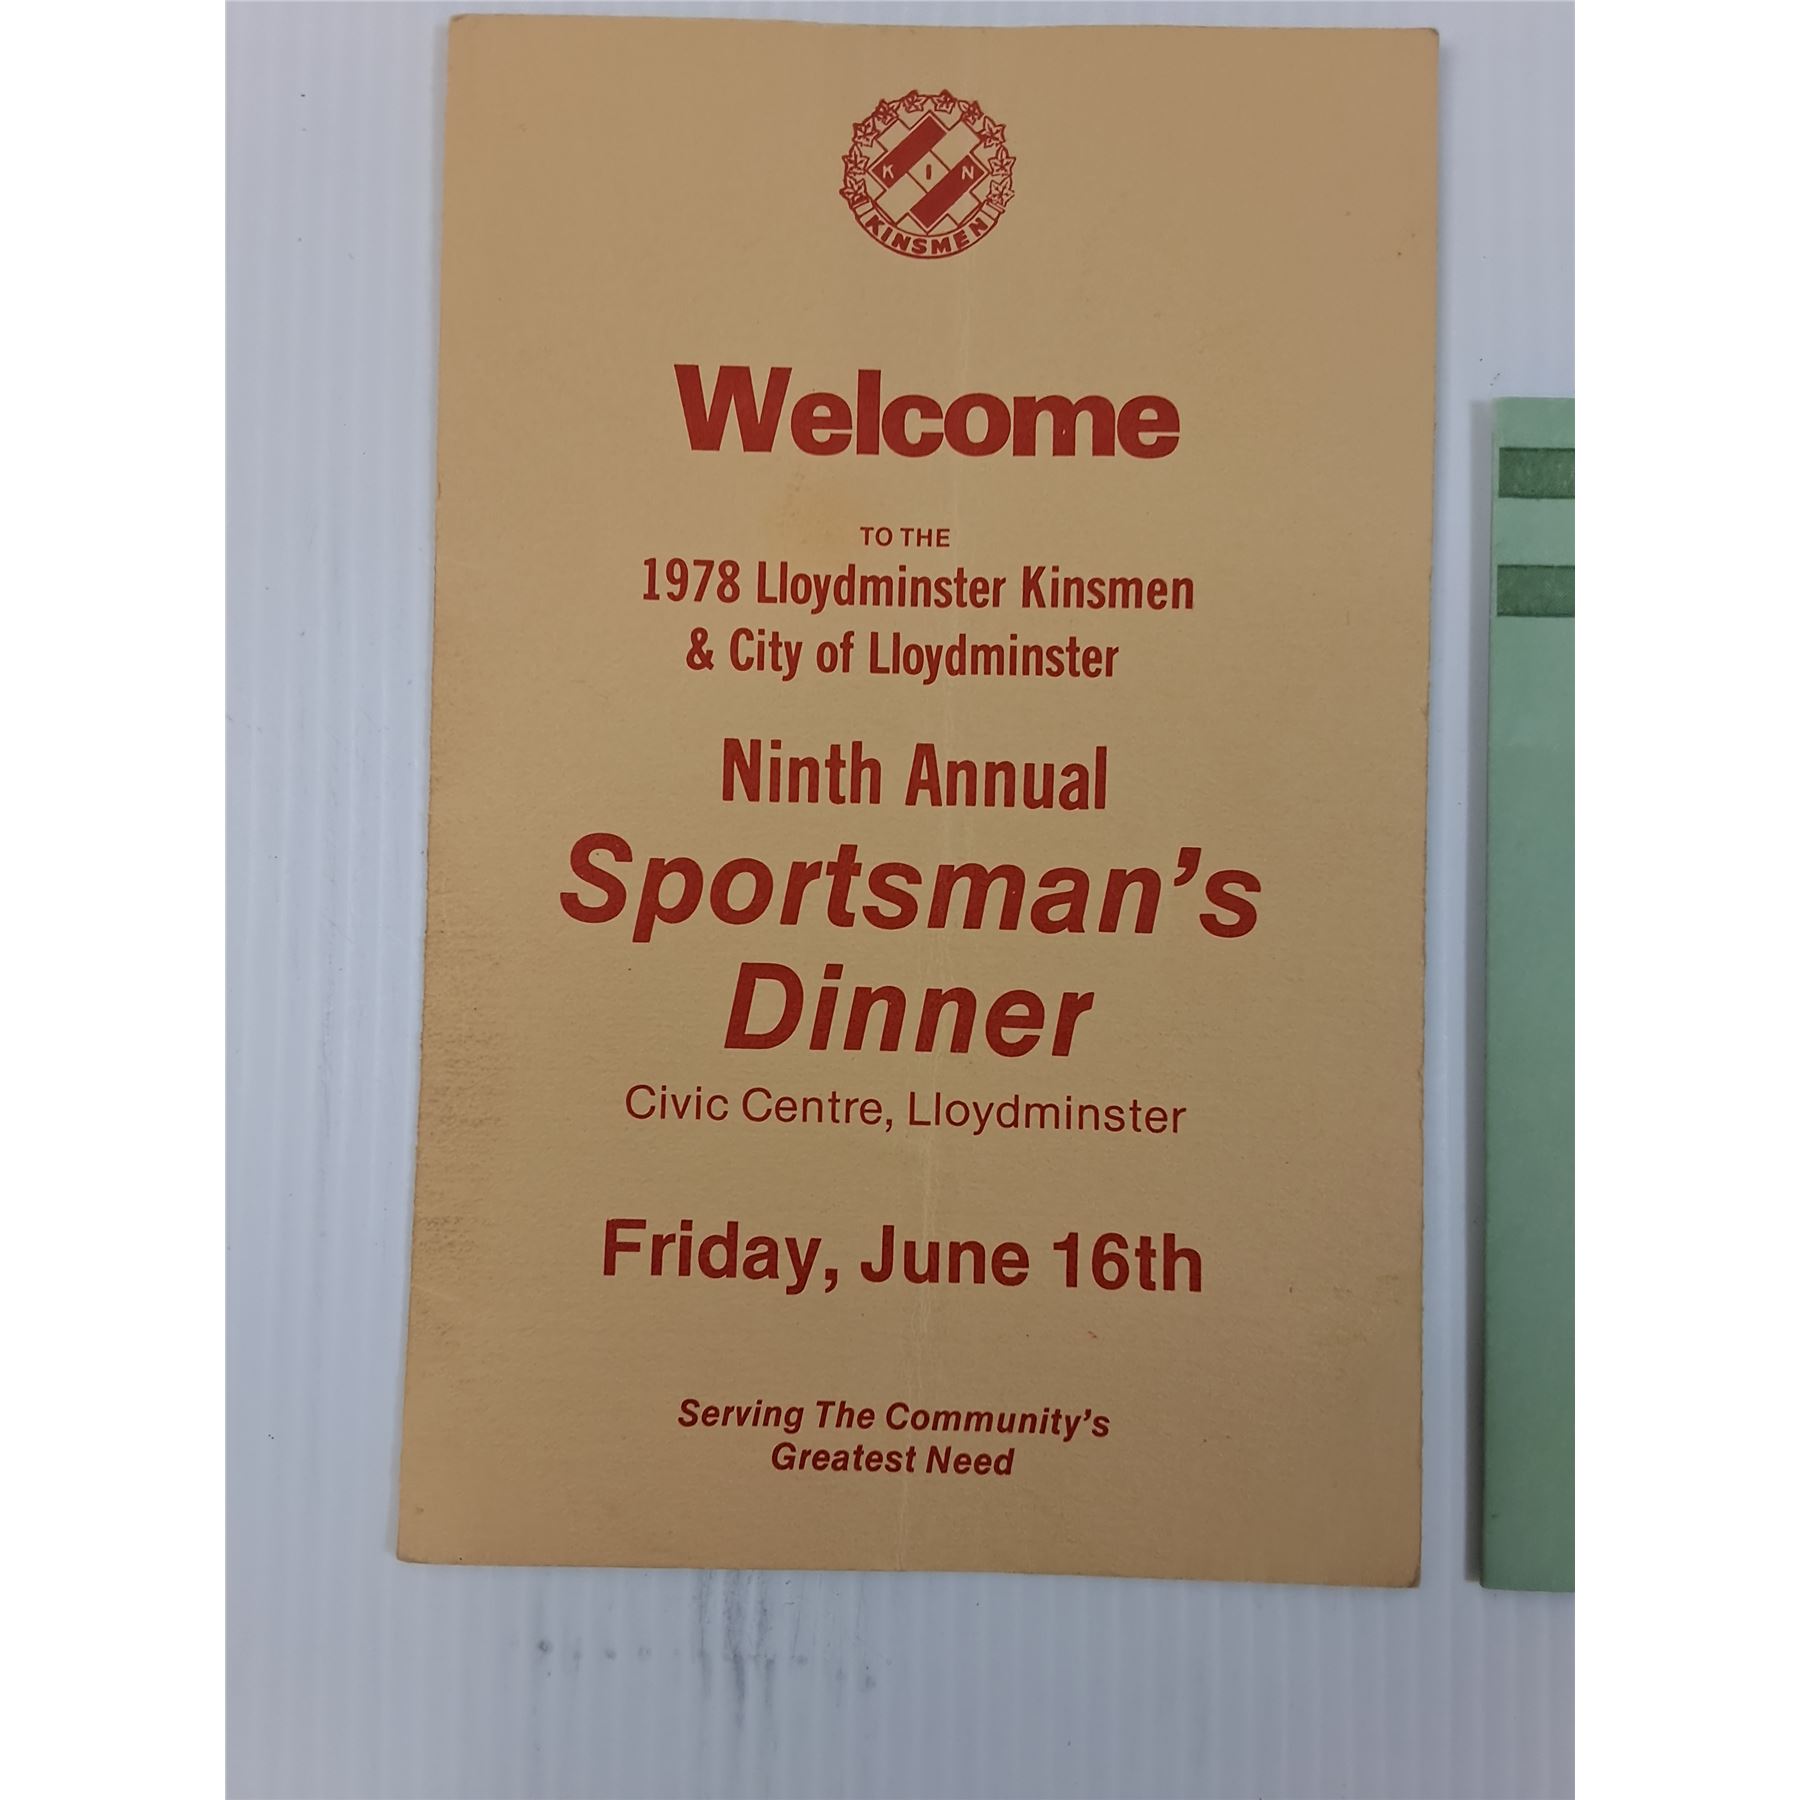 K I N
KINSMEN
Welcome
TO THE
1978 Lloydminster Kinsmen
& City of Lloydminster
Ninth Annual
Sportsman's
Dinner
Civic Centre, Lloydminster
Friday, June 16th
Serving The Community's
Greatest Need